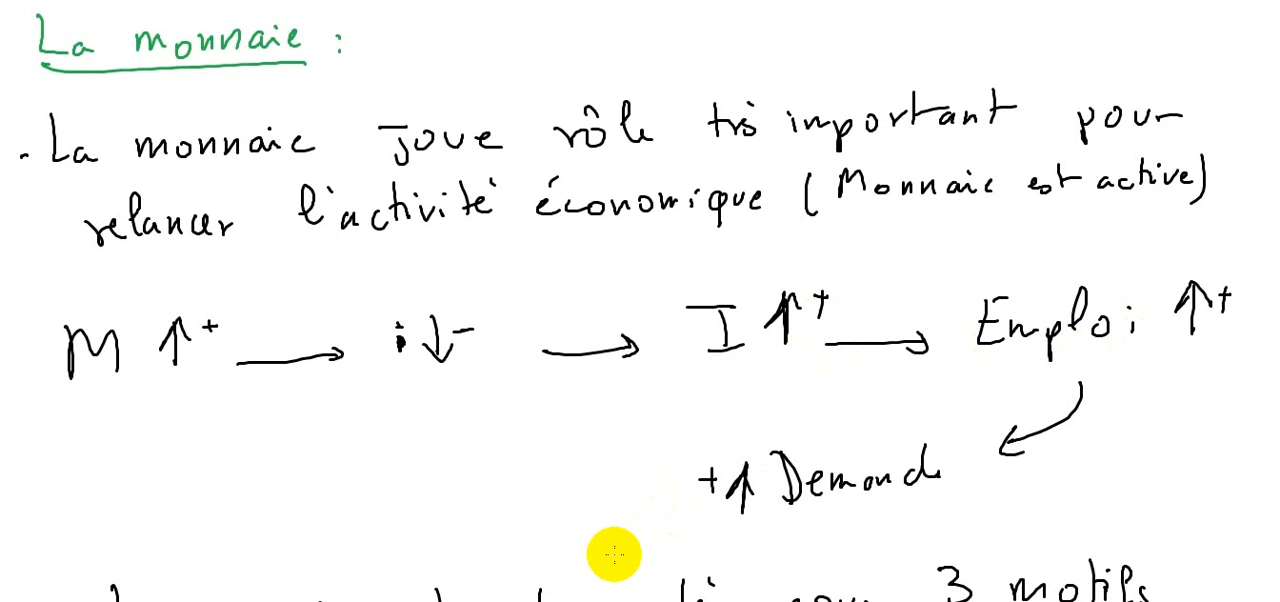 La monnaie :
. La monnaie joue rôle très important pour
relancer l'activité économique ( Monnaie est active)
M ↑+ → i ↓- → I ↑+ → Emploi ↑+
+↑ Demande
3 motifs